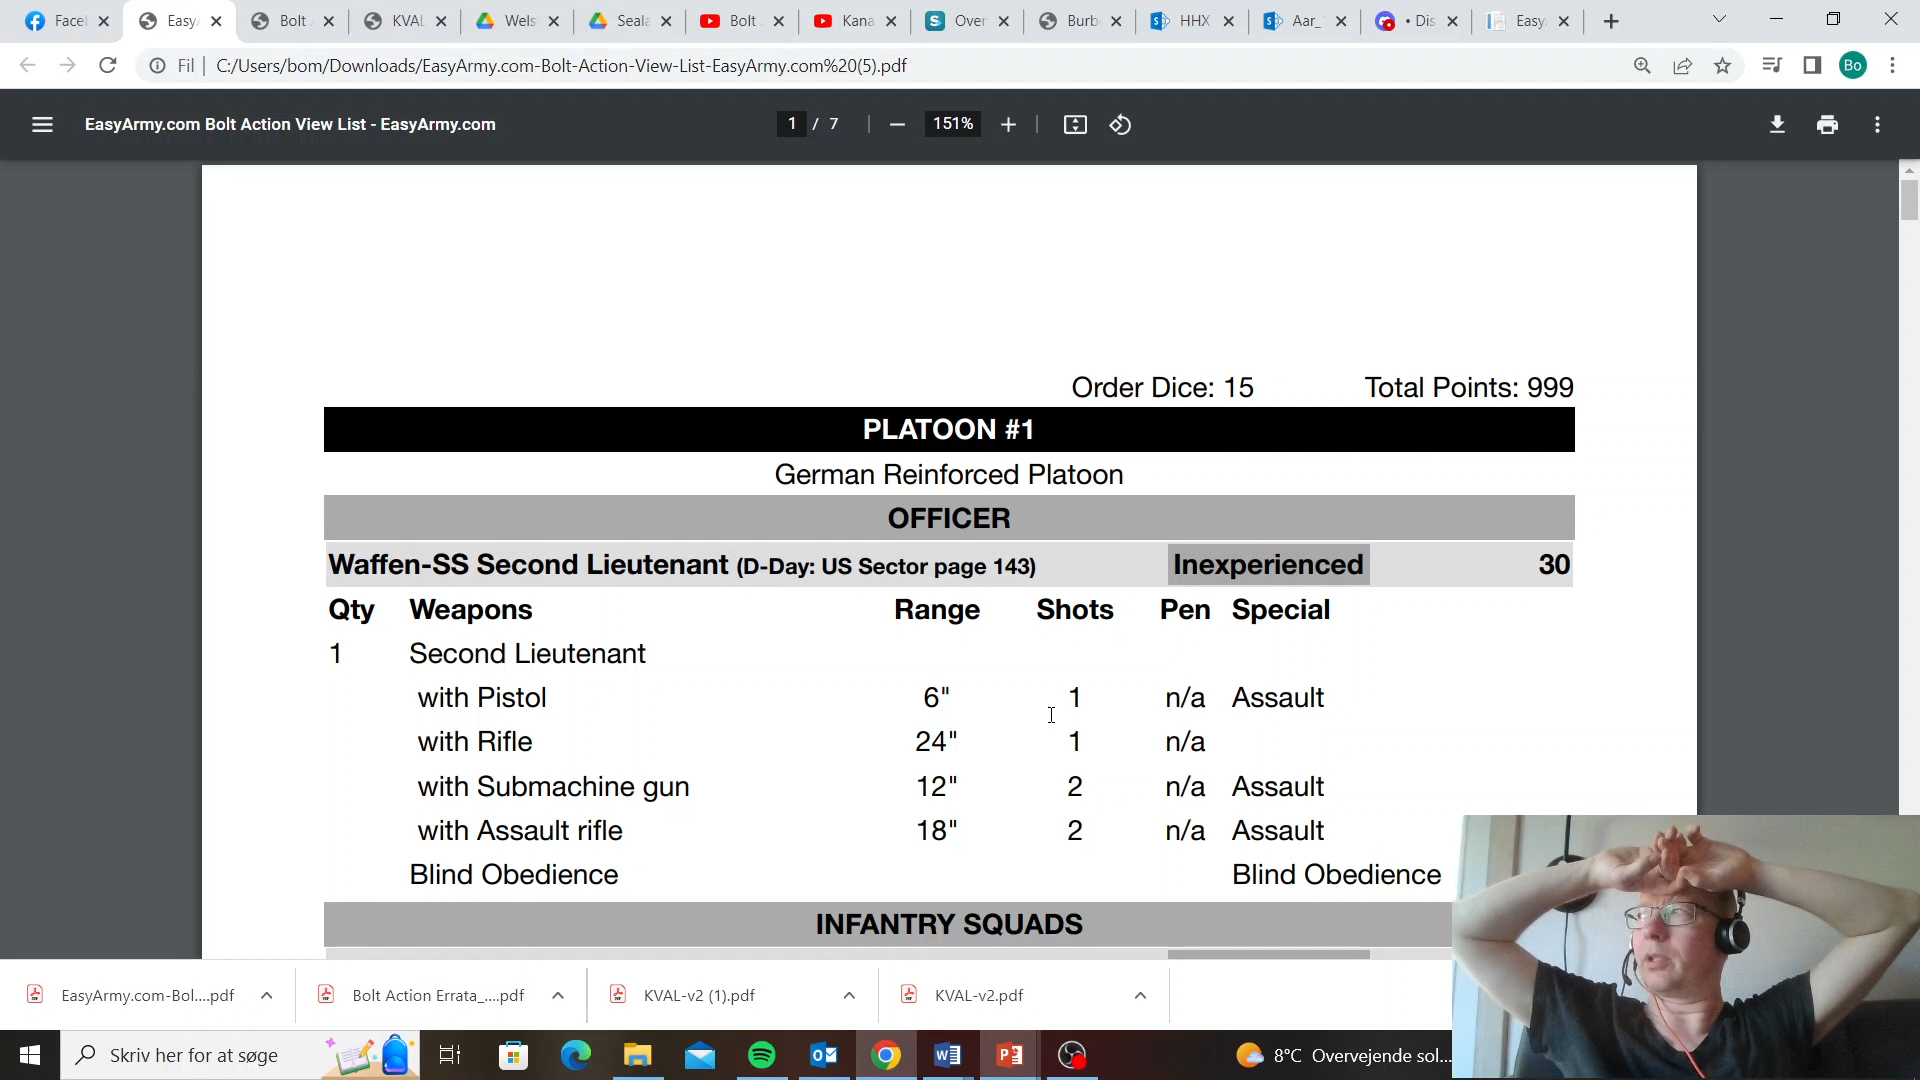 Facel
Easy
Bolt
KVAL
Wels
Seala
Bolt
Kana
Over
Burb
HHX
Aar_
• Dis
Easy
Fil
C:/Users/bom/Downloads/EasyArmy.com-Bolt-Action-View-List-EasyArmy.com%20(5).pdf
Bo
EasyArmy.com Bolt Action View List - EasyArmy.com
1 / 7
151%
Order Dice: 15 Total Points: 999
PLATOON #1
German Reinforced Platoon
OFFICER
Waffen-SS Second Lieutenant (D-Day: US Sector page 143) Inexperienced 30
Qty Weapons Range Shots Pen Special
1 Second Lieutenant
with Pistol 6" 1 n/a Assault
with Rifle 24" 1 n/a
with Submachine gun 12" 2 n/a Assault
with Assault rifle 18" 2 n/a Assault
Blind Obedience Blind Obedience
INFANTRY SQUADS
EasyArmy.com-Bol....pdf
Bolt Action Errata_....pdf
KVAL-v2 (1).pdf
KVAL-v2.pdf
Skriv her for at søge
8°C Overvejende sol...